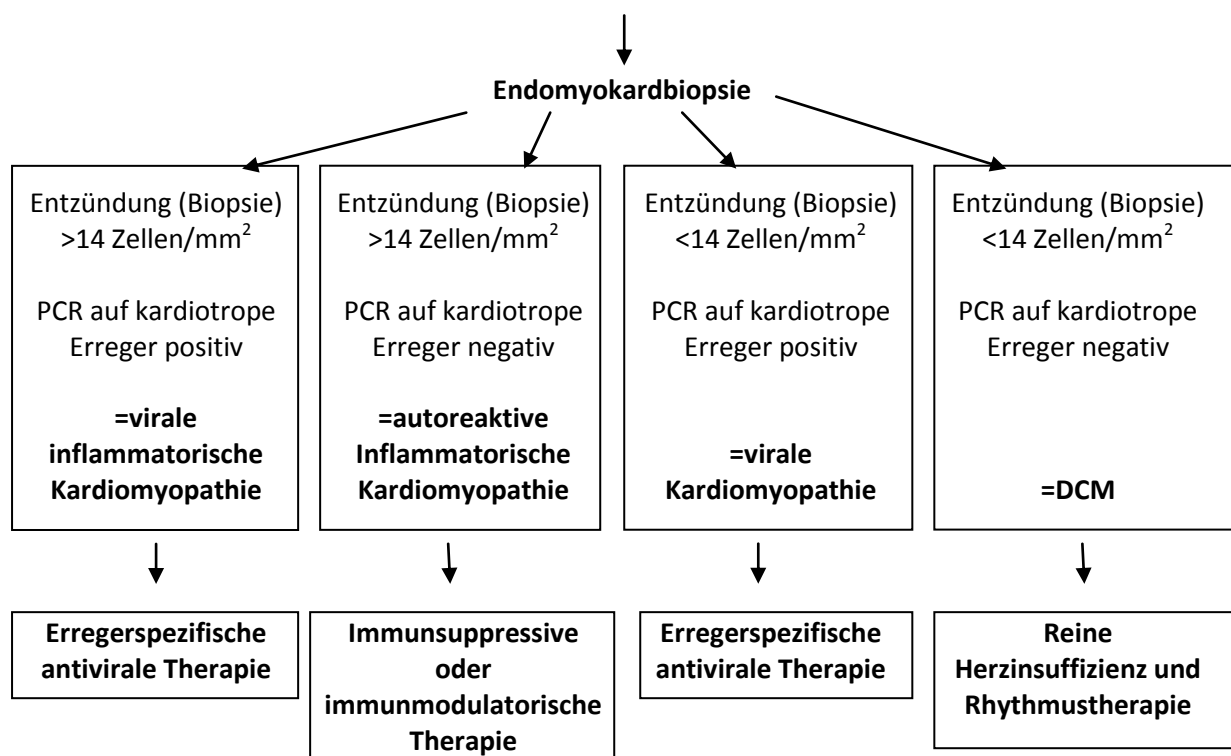 Endomyokardbiopsie
Entzündung (Biopsie)
>14 Zellen/mm²
PCR auf kardiotrope
Erreger positiv
=virale
inflammatorische
Kardiomyopathie
Entzündung (Biopsie)
>14 Zellen/mm²
PCR auf kardiotrope
Erreger negativ
=autoreaktive
Inflammatorische
Kardiomyopathie
Entzündung (Biopsie)
<14 Zellen/mm²
PCR auf kardiotrope
Erreger positiv
=virale
Kardiomyopathie
Entzündung (Biopsie)
<14 Zellen/mm²
PCR auf kardiotrope
Erreger negativ
=DCM
Erregerspezifische
antivirale Therapie
Immunsuppressive
oder
immunmodulatorische
Therapie
Erregerspezifische
antivirale Therapie
Reine
Herzinsuffizienz und
Rhythmustherapie